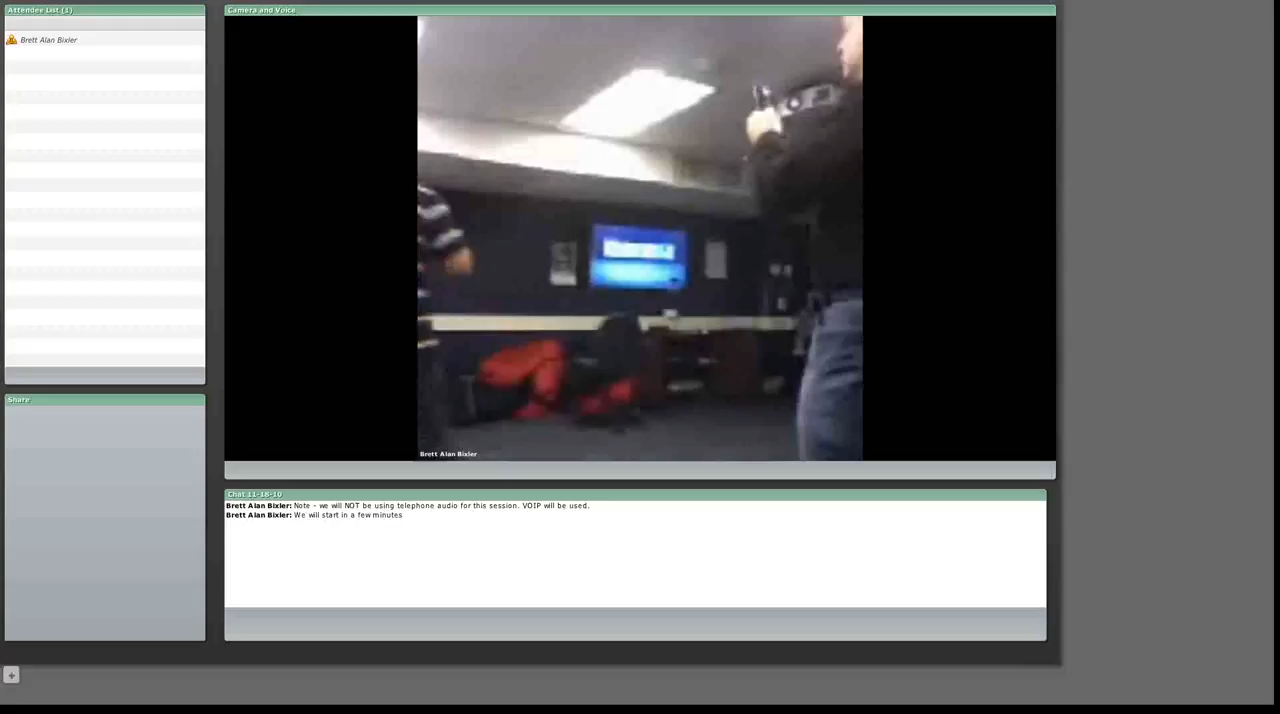 Attendee List (1)
Brett Alan Bixler
Share
Camera and Voice
Brett Alan Bixler
Chat 11-18-10
Brett Alan Bixler: Note - we will NOT be using telephone audio for this session. VOIP will be used.
Brett Alan Bixler: We will start in a few minutes